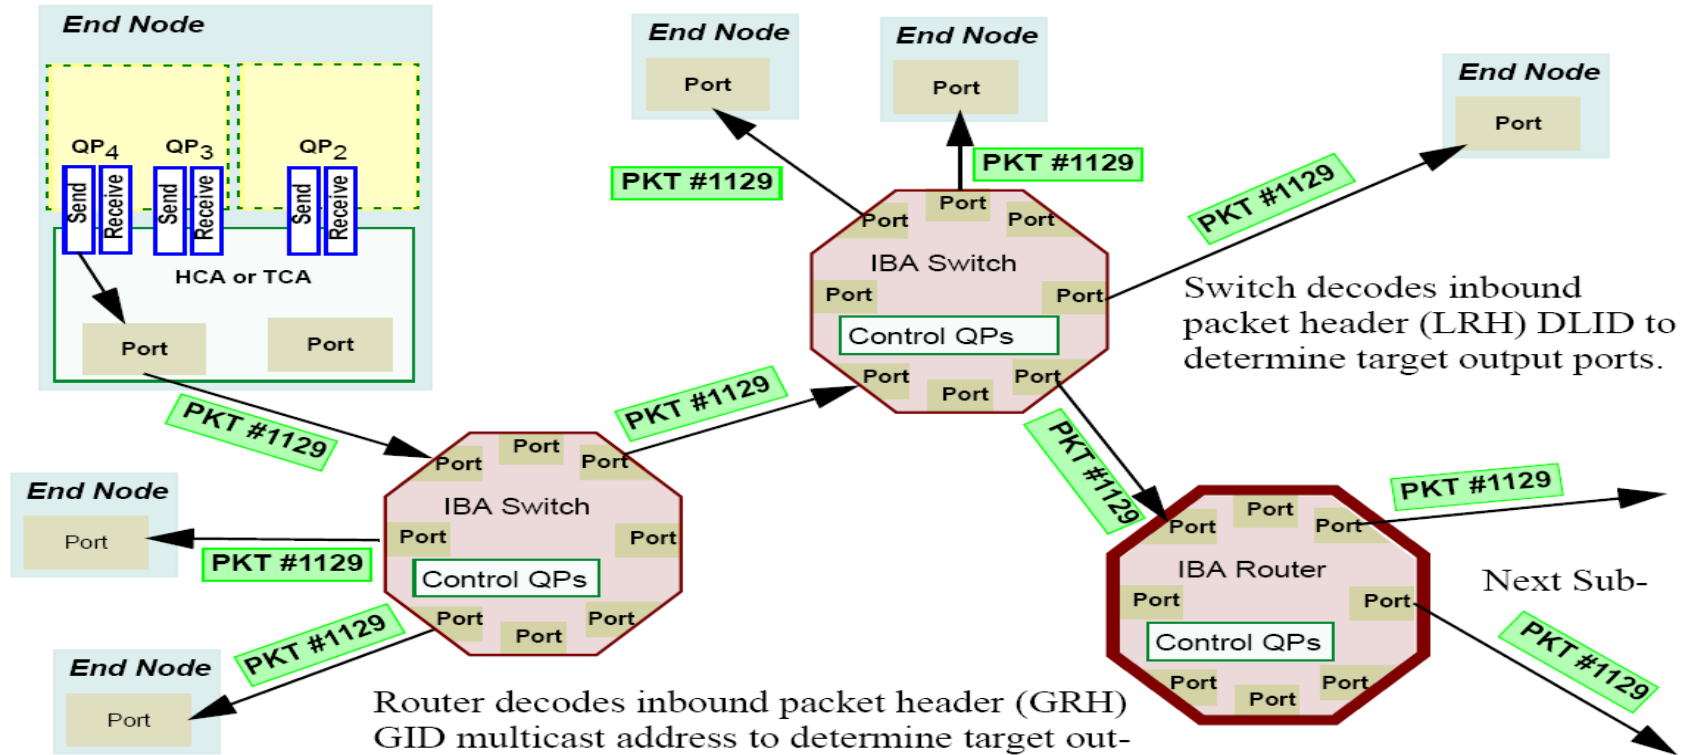 End Node
QP4
QP3
QP2
Send
Receive
Send
Receive
Send
Receive
HCA or TCA
Port
Port
PKT #1129
End Node
Port
End Node
Port
End Node
Port
PKT #1129
PKT #1129
PKT #1129
Port
Port
Port
IBA Switch
Port
Port
Control QPs
Port
Port
Port
Switch decodes inbound
packet header (LRH) DLID to
determine target output ports.
PKT #1129
PKT #1129
Port
Port
Port
IBA Switch
Port
Port
Control QPs
Port
Port
Port
End Node
Port
PKT #1129
End Node
Port
PKT #1129
Port
Port
Port
IBA Router
Port
Port
Control QPs
Port
Port
Port
PKT #1129
Next Sub-
PKT #1129
Router decodes inbound packet header (GRH)
GID multicast address to determine target out-